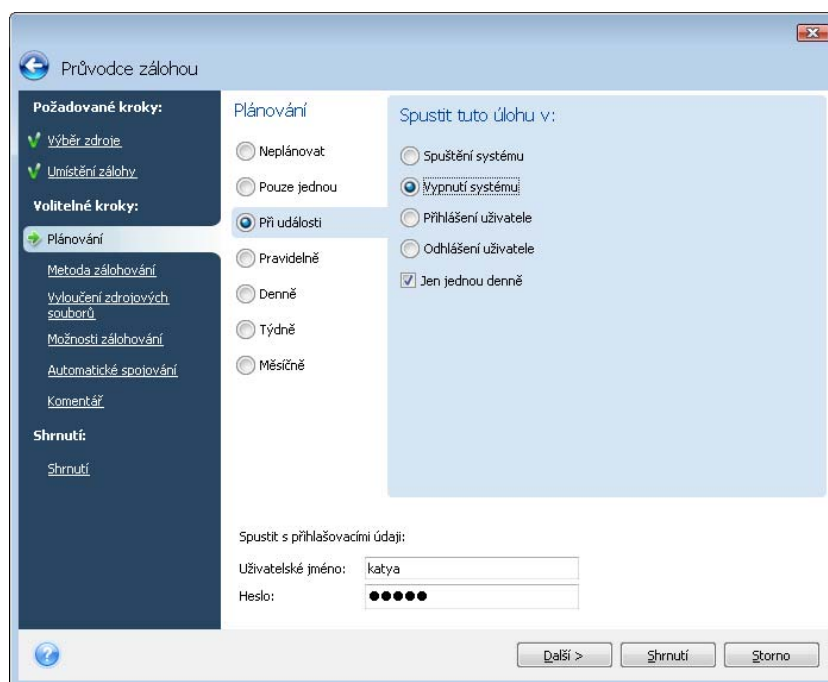 Průvodce zálohou
Požadované kroky:
Výběr zdroje
Umístění zálohy
Volitelné kroky:
Plánování
Metoda zálohování
Vyloučení zdrojových
souborů
Možnosti zálohování
Automatické spojování
Komentář
Shrnutí:
Shrnutí
Plánování
Neplánovat
Pouze jednou
Při události
Pravidelně
Denně
Týdně
Měsíčně
Spustit tuto úlohu v:
Spuštění systému
Vypnutí systému
Přihlášení uživatele
Odhlášení uživatele
Jen jednou denně
Spustit s přihlašovacími údaji:
Uživatelské jméno: katya
Heslo: ●●●●●
Další >
Shrnutí
Storno